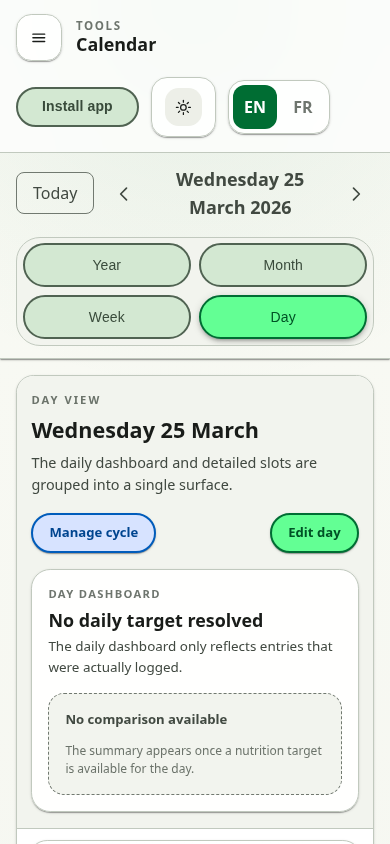 TOOLS
Calendar
Install app
EN
FR
Today
Wednesday 25
March 2026
Year
Month
Week
Day
DAY VIEW
Wednesday 25 March
The daily dashboard and detailed slots are
grouped into a single surface.
Manage cycle
Edit day
DAY DASHBOARD
No daily target resolved
The daily dashboard only reflects entries that
were actually logged.
No comparison available
The summary appears once a nutrition target
is available for the day.